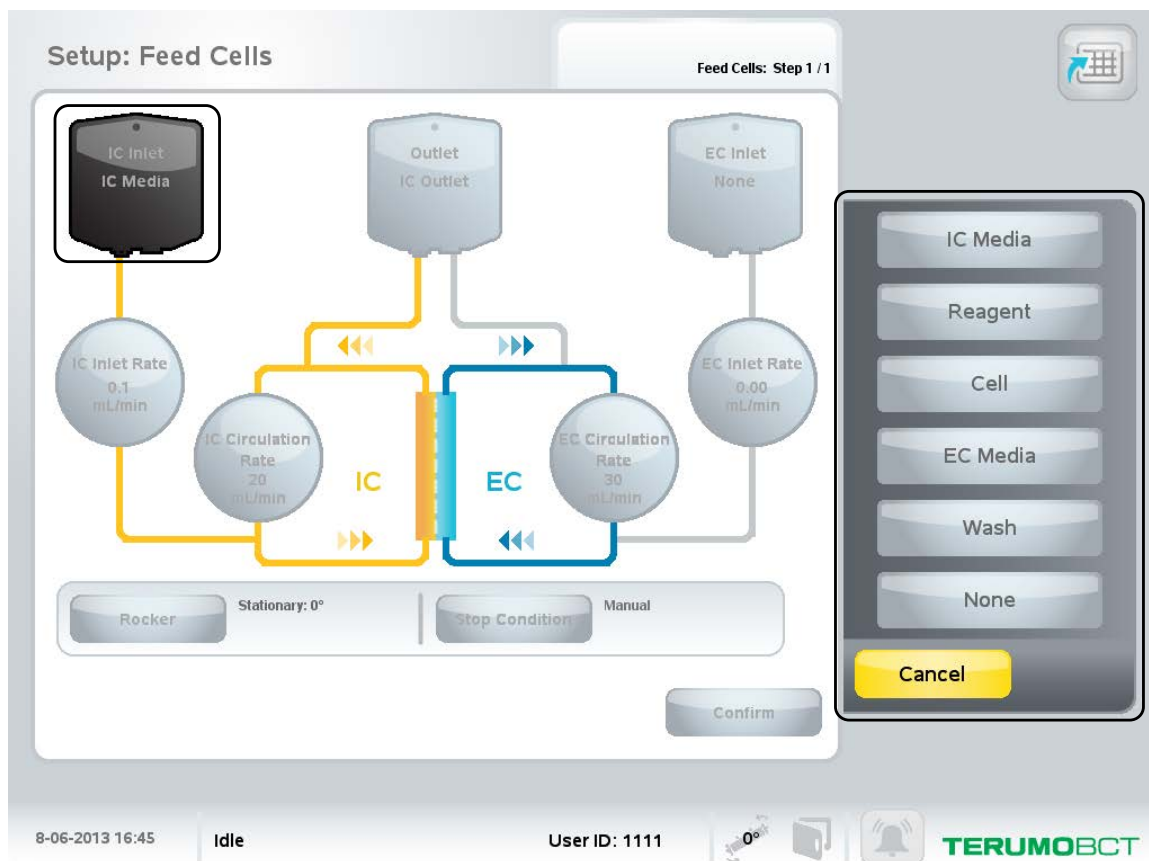 Setup: Feed Cells
Feed Cells: Step 1 / 1
IC Inlet
IC Media
Outlet
IC Outlet
EC Inlet
None
IC Inlet Rate
0.1
mL/min
EC Inlet Rate
0.00
mL/min
IC Circulation
Rate
20
mL/min
IC
EC
EC Circulation
Rate
30
mL/min
Rocker
Stationary: 0°
Stop Condition
Manual
Confirm
IC Media
Reagent
Cell
EC Media
Wash
None
Cancel
8-06-2013 16:45
Idle
User ID: 1111
0°
TERUMOBCT